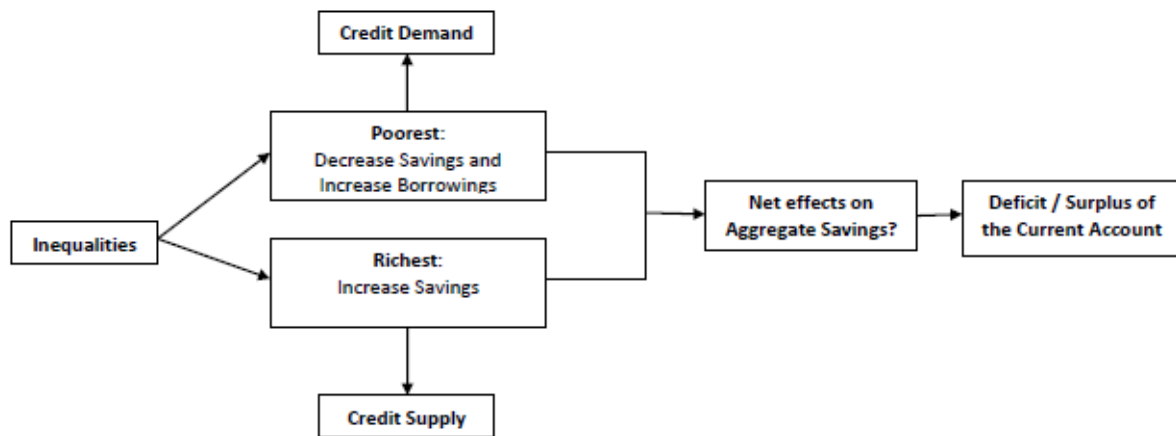 Credit Demand
Poorest:
Decrease Savings and
Increase Borrowings
Inequalities
Richest:
Increase Savings
Credit Supply
Net effects on
Aggregate Savings?
Deficit / Surplus of
the Current Account